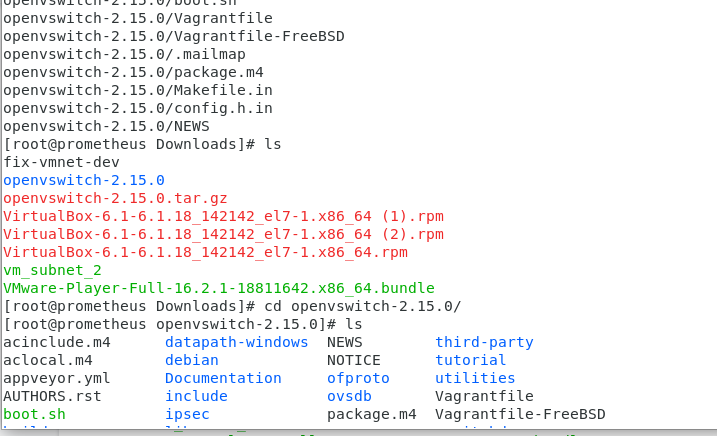 openvswitch-2.15.0/boot.sh
openvswitch-2.15.0/Vagrantfile
openvswitch-2.15.0/Vagrantfile-FreeBSD
openvswitch-2.15.0/.mailmap
openvswitch-2.15.0/package.m4
openvswitch-2.15.0/Makefile.in
openvswitch-2.15.0/config.h.in
openvswitch-2.15.0/NEWS
[root@prometheus Downloads]# ls
fix-vmnet-dev
openvswitch-2.15.0
openvswitch-2.15.0.tar.gz
VirtualBox-6.1-6.1.18_142142_el7-1.x86_64 (1).rpm
VirtualBox-6.1-6.1.18_142142_el7-1.x86_64 (2).rpm
VirtualBox-6.1-6.1.18_142142_el7-1.x86_64.rpm
vm_subnet_2
VMware-Player-Full-16.2.1-18811642.x86_64.bundle
[root@prometheus Downloads]# cd openvswitch-2.15.0/
[root@prometheus openvswitch-2.15.0]# ls
acinclude.m4 datapath-windows NEWS third-party
aclocal.m4 debian NOTICE tutorial
appveyor.yml Documentation ofproto utilities
AUTHORS.rst include ovsdb Vagrantfile
boot.sh ipsec package.m4 Vagrantfile-FreeBSD